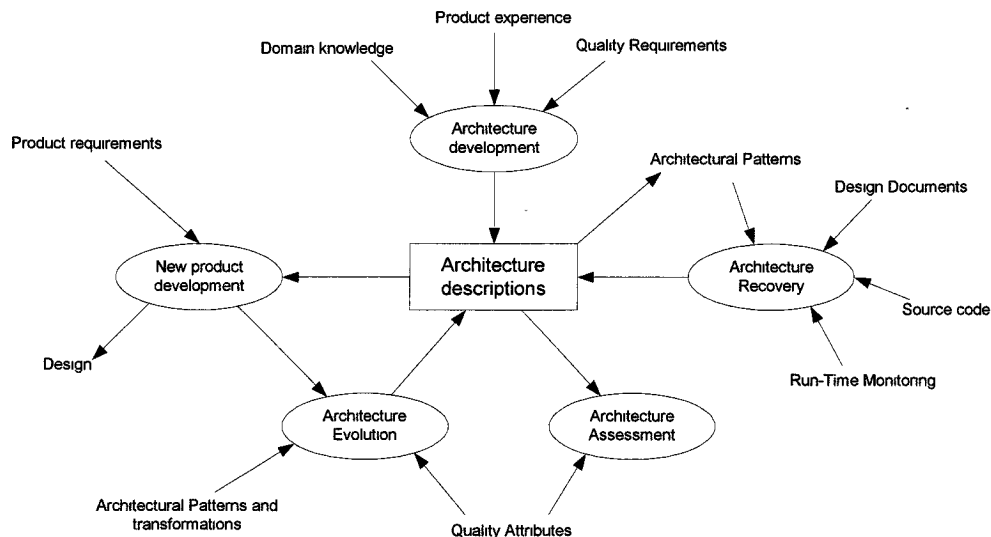 Product experience
Domain knowledge
Quality Requirements
Architecture
development
Product requirements
Architectural Patterns
Design Documents
New product
development
Architecture
descriptions
Architecture
Recovery
Source code
Design
Run-Time Monitoring
Architecture
Evolution
Architecture
Assessment
Architectural Patterns and
transformations
Quality Attributes